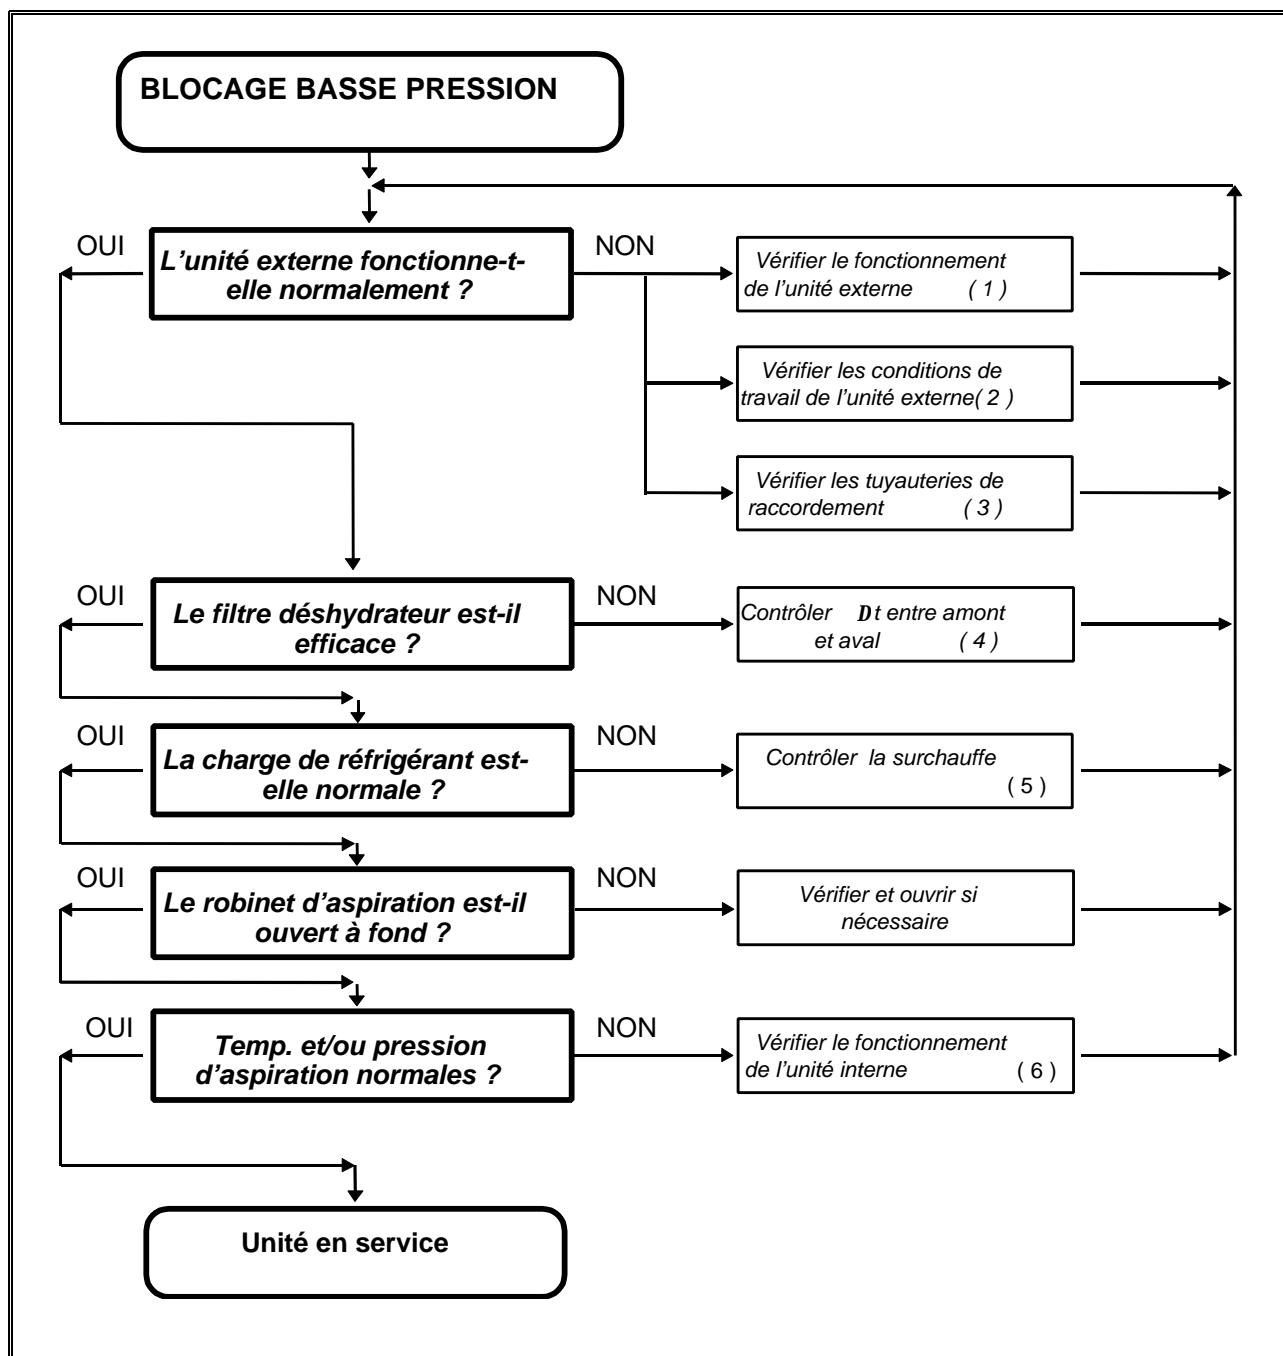 BLOCAGE BASSE PRESSION
OUI
L'unité externe fonctionne-t-
elle normalement ?
NON
Vérifier le fonctionnement
de l'unité externe ( 1 )
Vérifier les conditions de
travail de l'unité externe( 2 )
Vérifier les tuyauteries de
raccordement ( 3 )
OUI
Le filtre déshydrateur est-il
efficace ?
NON
Contrôler Dt entre amont
et aval ( 4 )
OUI
La charge de réfrigérant est-
elle normale ?
NON
Contrôler la surchauffe
( 5 )
OUI
Le robinet d'aspiration est-il
ouvert à fond ?
NON
Vérifier et ouvrir si
nécessaire
OUI
Temp. et/ou pression
d'aspiration normales ?
NON
Vérifier le fonctionnement
de l'unité interne ( 6 )
Unité en service